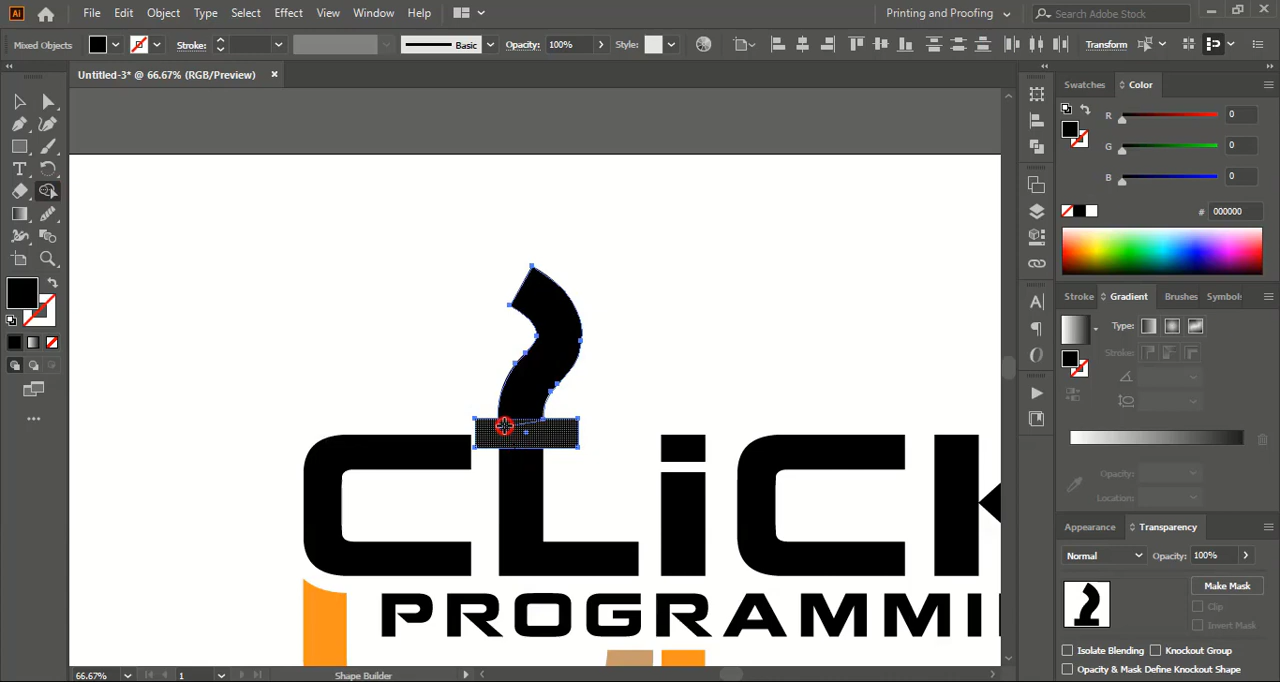 Ai File Edit Object Type Select Effect View Window Help Printing and Proofing Search Adobe Stock
Mixed Objects Stroke: Basic Opacity: 100% Style: Transform
Untitled-3* @ 66.67% (RGB/Preview) ×
Swatches Color
R 0
G 0
B 0
# 000000
Stroke Gradient Brushes Symbols
Type:
Stroke:
Opacity:
Location:
Appearance Transparency
Normal Opacity: 100%
Make Mask
Clip
Invert Mask
Isolate Blending Knockout Group
Opacity & Mask Define Knockout Shape
CLiCK
PROGRAMMI
66.67% 1 Shape Builder